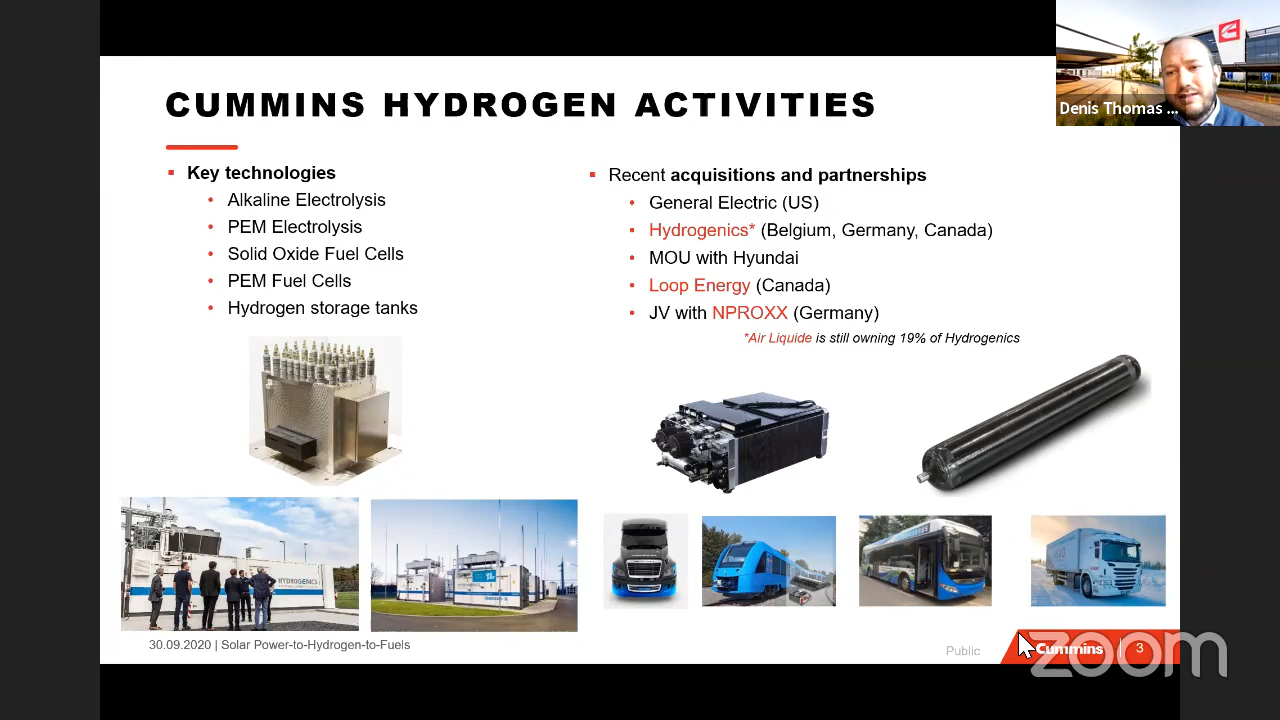 CUMMINS HYDROGEN ACTIVITIES
Denis Thomas ...
Key technologies
Alkaline Electrolysis
PEM Electrolysis
Solid Oxide Fuel Cells
PEM Fuel Cells
Hydrogen storage tanks
Recent acquisitions and partnerships
General Electric (US)
Hydrogenics* (Belgium, Germany, Canada)
MOU with Hyundai
Loop Energy (Canada)
JV with NPROXX (Germany)
*Air Liquide is still owning 19% of Hydrogenics
HYDROGENICS
30.09.2020 | Solar Power-to-Hydrogen-to-Fuels
Public
Cummins
3
zoom